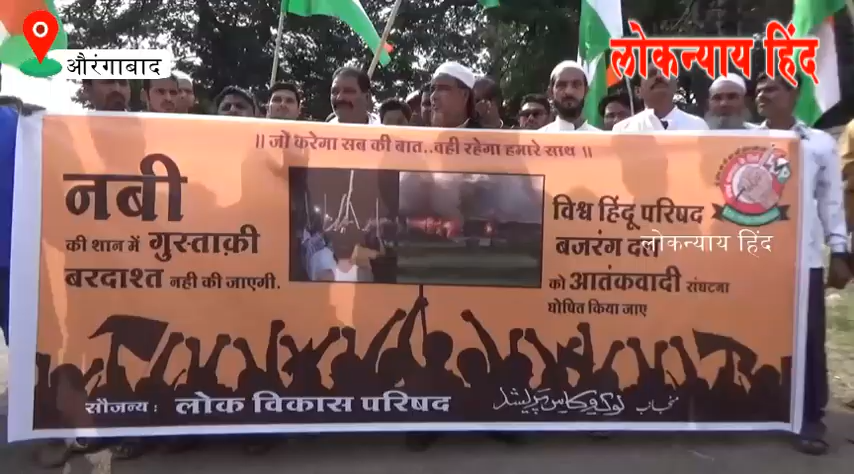 औरंगाबाद
लोकन्याय हिंद
॥ जो करेगा सब की बात..वही रहेगा हमारे साथ ॥
नबी
की शान में गुस्ताक़ी
बरदाश्त नही की जाएगी.
विश्व हिंदू परिषद
बजरंग दल
लोकन्याय हिंद
को आतंकवादी संघटना
घोषित किया जाए
सौजन्य : लोक विकास परिषद